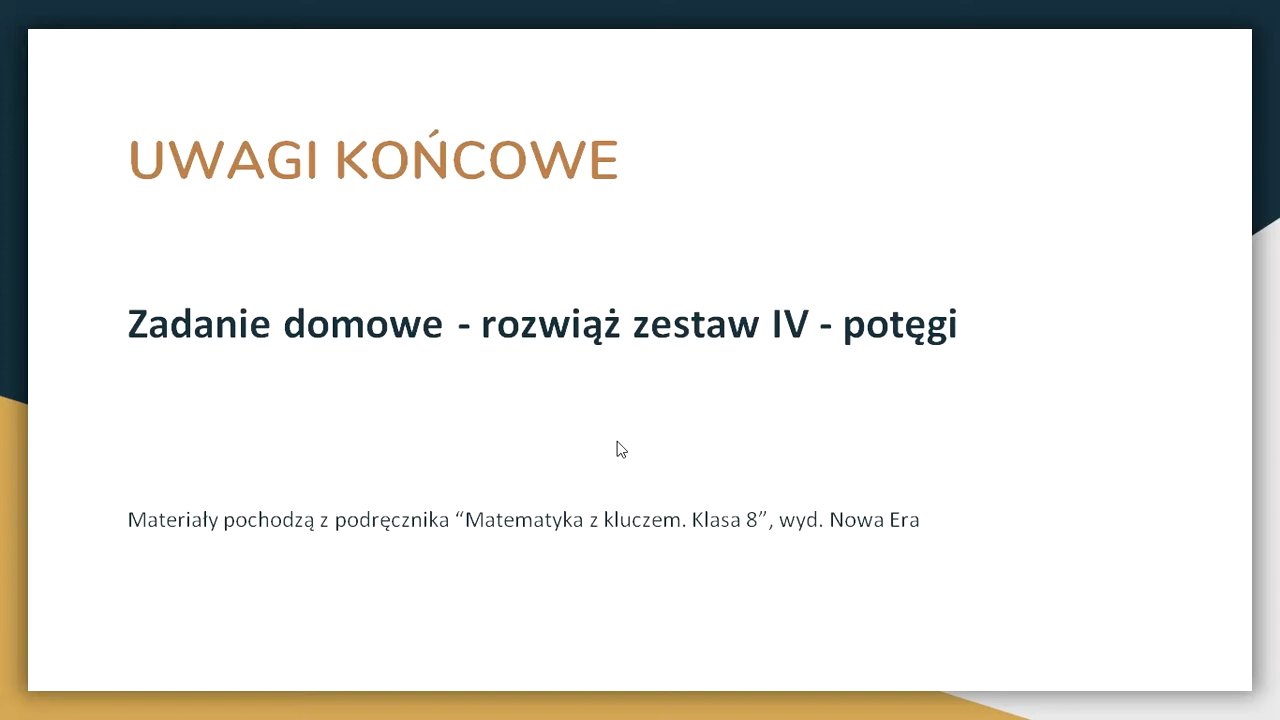 UWAGI KOŃCOWE
Zadanie domowe - rozwiąż zestaw IV - potęgi
Materiały pochodzą z podręcznika “Matematyka z kluczem. Klasa 8”, wyd. Nowa Era